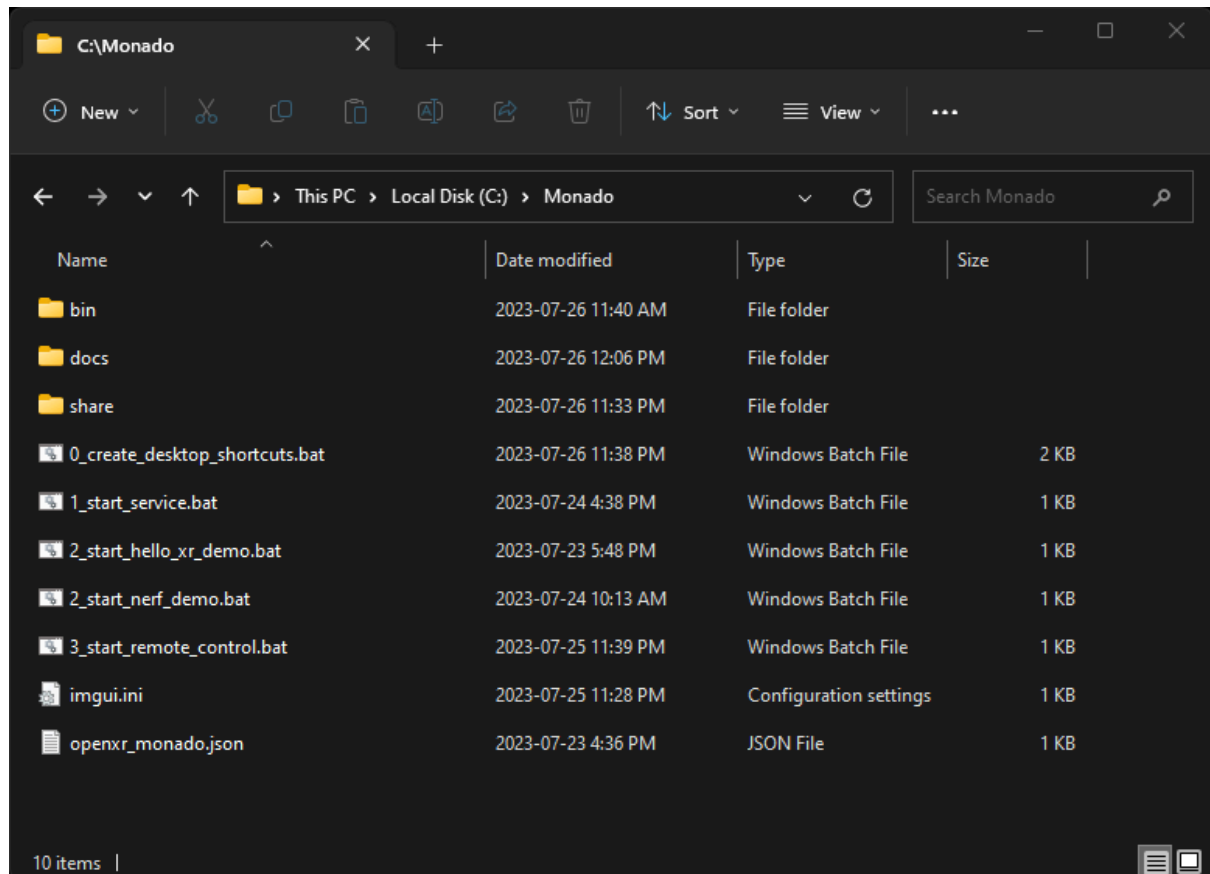 C:\Monado
New Sort View
This PC Local Disk (C:) Monado Search Monado
Name Date modified Type Size
bin 2023-07-26 11:40 AM File folder
docs 2023-07-26 12:06 PM File folder
share 2023-07-26 11:33 PM File folder
0_create_desktop_shortcuts.bat 2023-07-26 11:38 PM Windows Batch File 2 KB
1_start_service.bat 2023-07-24 4:38 PM Windows Batch File 1 KB
2_start_hello_xr_demo.bat 2023-07-23 5:48 PM Windows Batch File 1 KB
2_start_nerf_demo.bat 2023-07-24 10:13 AM Windows Batch File 1 KB
3_start_remote_control.bat 2023-07-25 11:39 PM Windows Batch File 1 KB
imgui.ini 2023-07-25 11:28 PM Configuration settings 1 KB
openxr_monado.json 2023-07-23 4:36 PM JSON File 1 KB
10 items